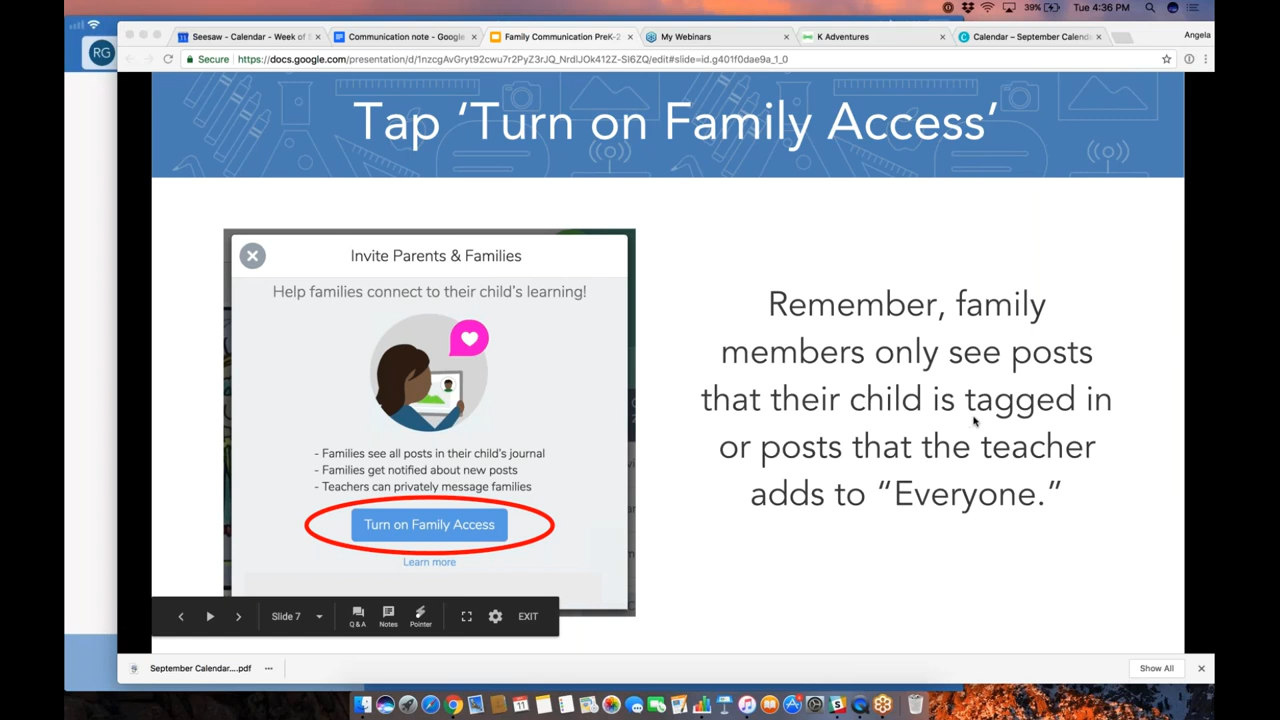 39%
Tue 4:36 PM
RG
Seesaw - Calendar - Week of S
Communication note - Google
Family Communication PreK-2
My Webinars
K Adventures
Calendar – September Calend
Angela
Secure
https://docs.google.com/presentation/d/1nzcgAvGryt92cwu7r2PyZ3rJQ_NrdlJOk412Z-Sl6ZQ/edit#slide=id.g401f0dae9a_1_0
Tap ‘Turn on Family Access’
Invite Parents & Families
Help families connect to their child's learning!
- Families see all posts in their child's journal
- Families get notified about new posts
- Teachers can privately message families
Turn on Family Access
Learn more
Remember, family
members only see posts
that their child is tagged in
or posts that the teacher
adds to “Everyone.”
Slide 7
Q & A
Notes
Pointer
EXIT
September Calendar....pdf
Show All